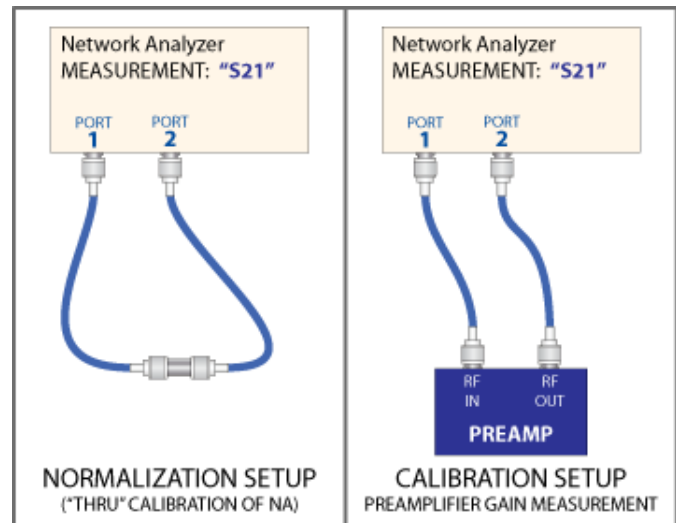 Network Analyzer
MEASUREMENT: “S21”
PORT
1
PORT
2
NORMALIZATION SETUP
(“THRU” CALIBRATION OF NA)
Network Analyzer
MEASUREMENT: “S21”
PORT
1
PORT
2
RF
IN
RF
OUT
PREAMP
CALIBRATION SETUP
PREAMPLIFIER GAIN MEASUREMENT